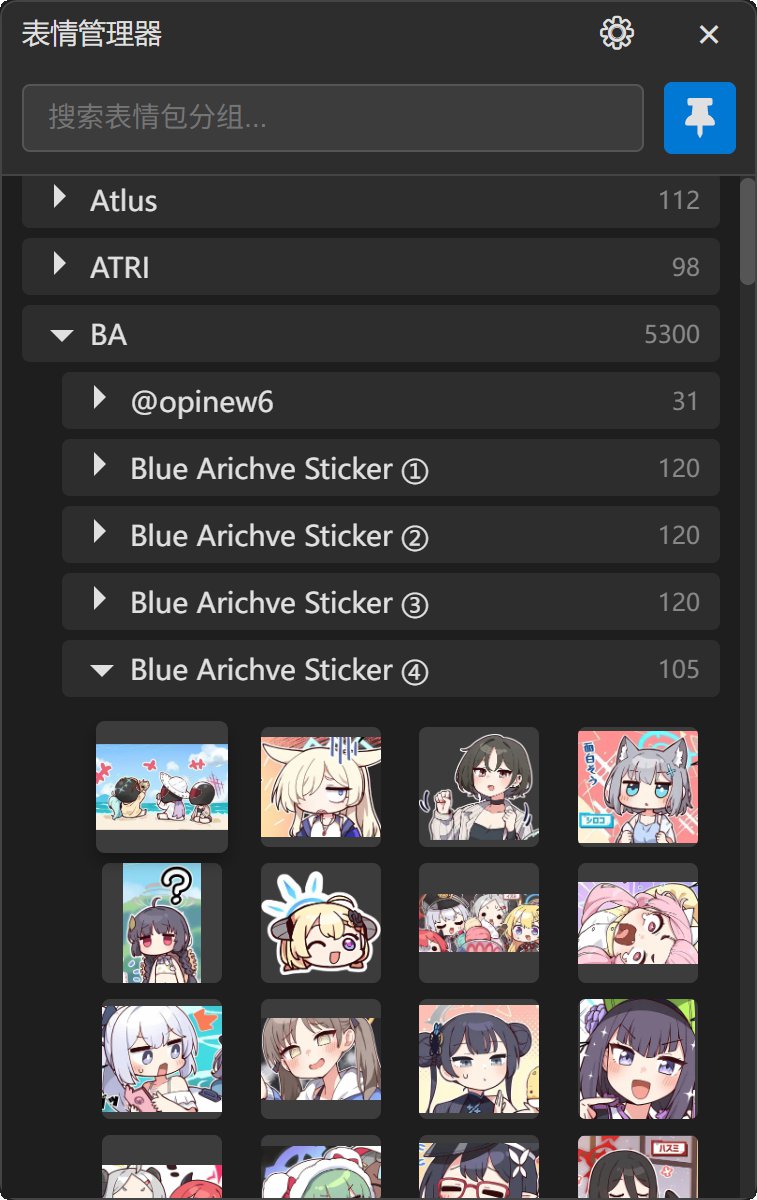 表情管理器
搜索表情包分组...
Atlus 112
ATRI 98
BA 5300
@opinew6 31
Blue Arichve Sticker ① 120
Blue Arichve Sticker ② 120
Blue Arichve Sticker ③ 120
Blue Arichve Sticker ④ 105
面白そう
シロコ
?
ハスミ